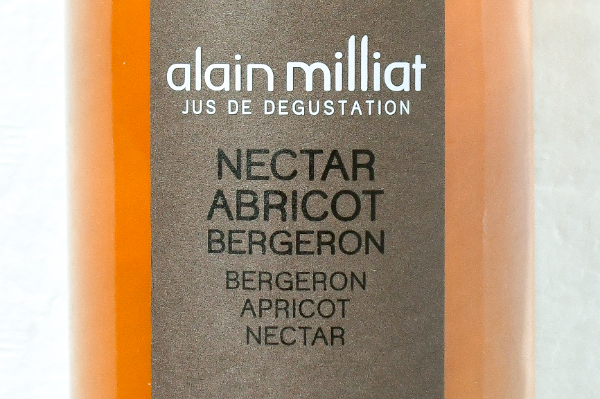 alain milliat
JUS DE DEGUSTATION
NECTAR
ABRICOT
BERGERON
BERGERON
APRICOT
NECTAR